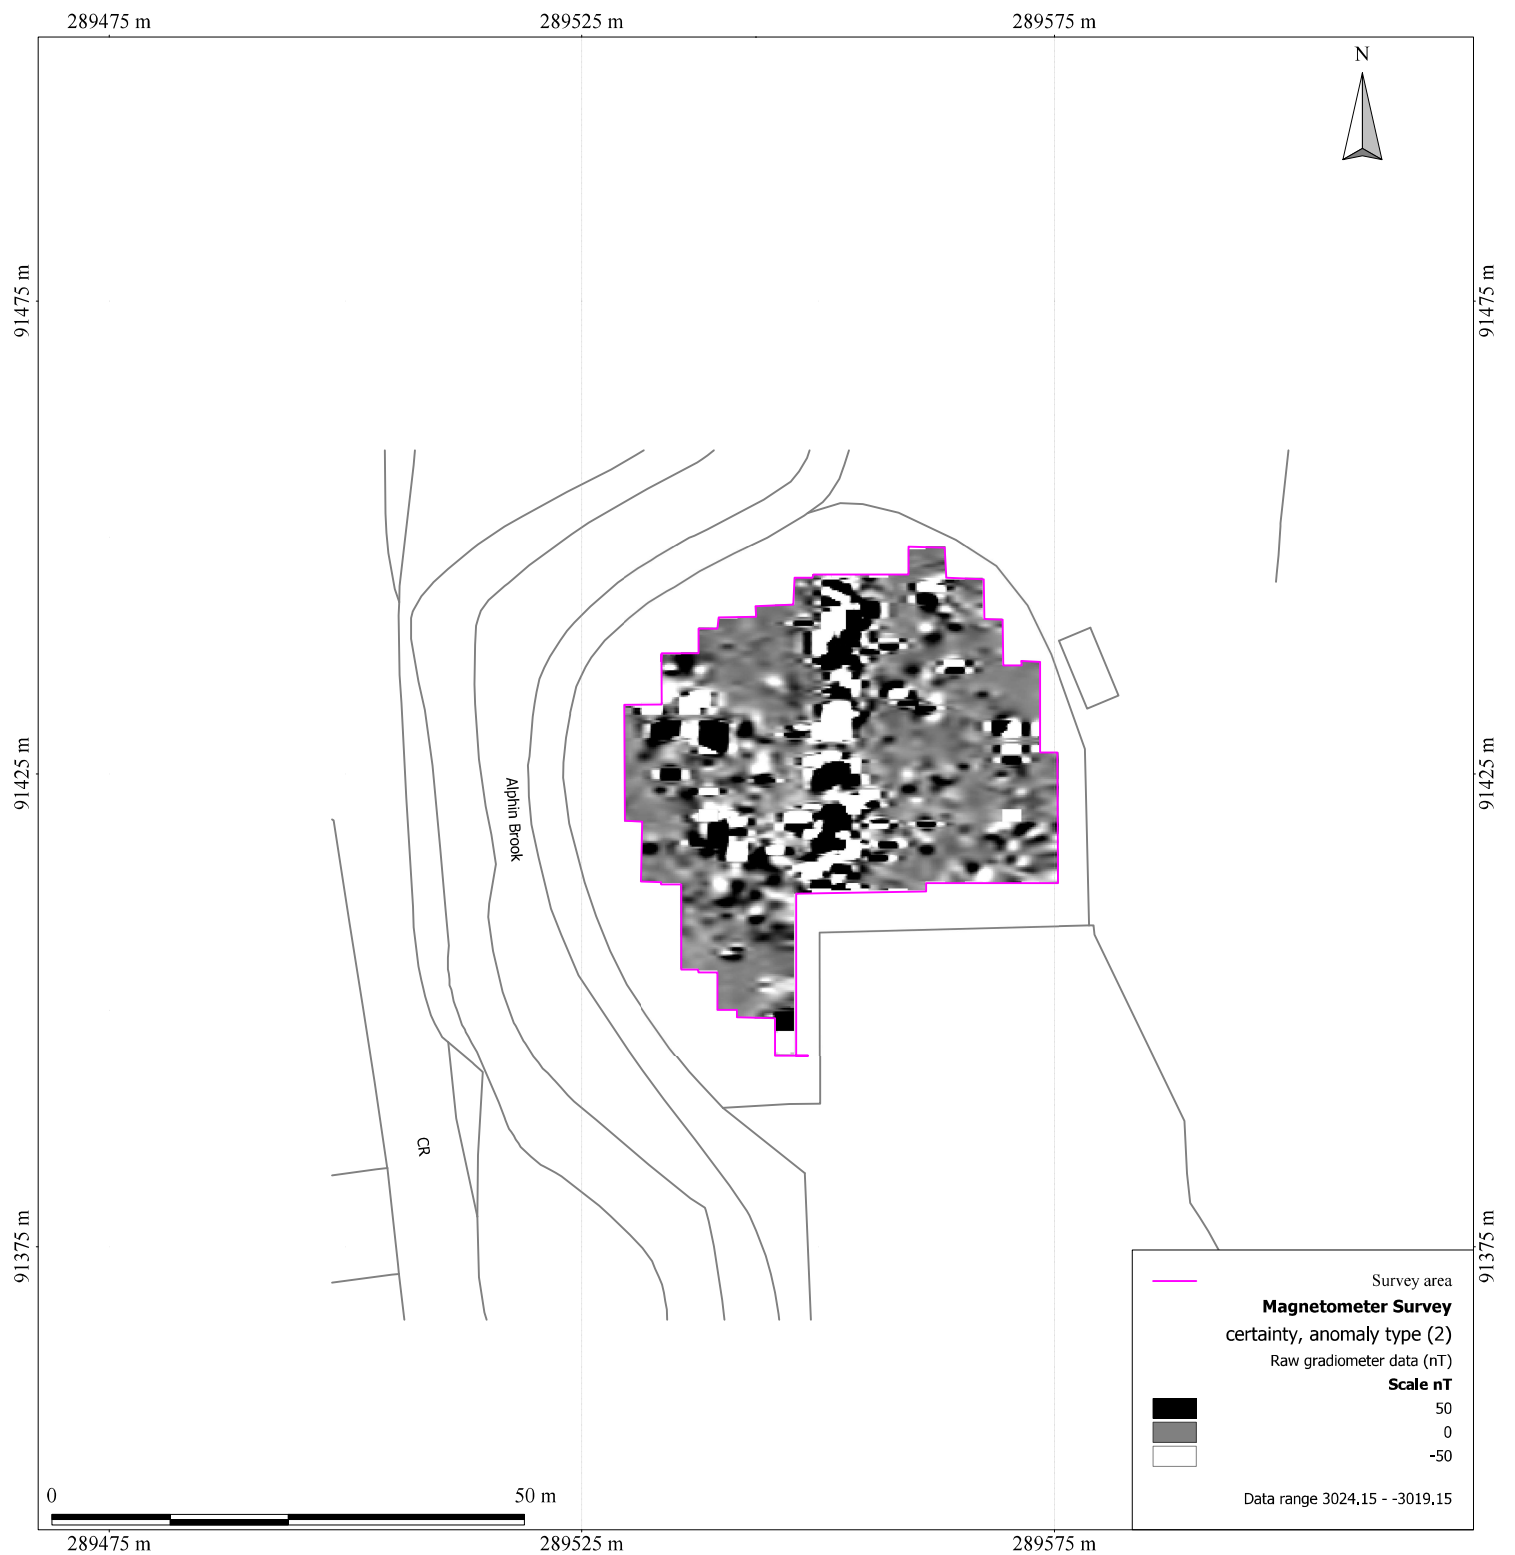 289475 m 289525 m 289575 m
N
91475 m 91475 m
91425 m 91425 m
Alphin Brook
CR
91375 m 91375 m
Survey area
Magnetometer Survey
certainty, anomaly type (2)
Raw gradiometer data (nT)
Scale nT
50
0
-50
Data range 3024.15 - -3019.15
0 50 m
289475 m 289525 m 289575 m